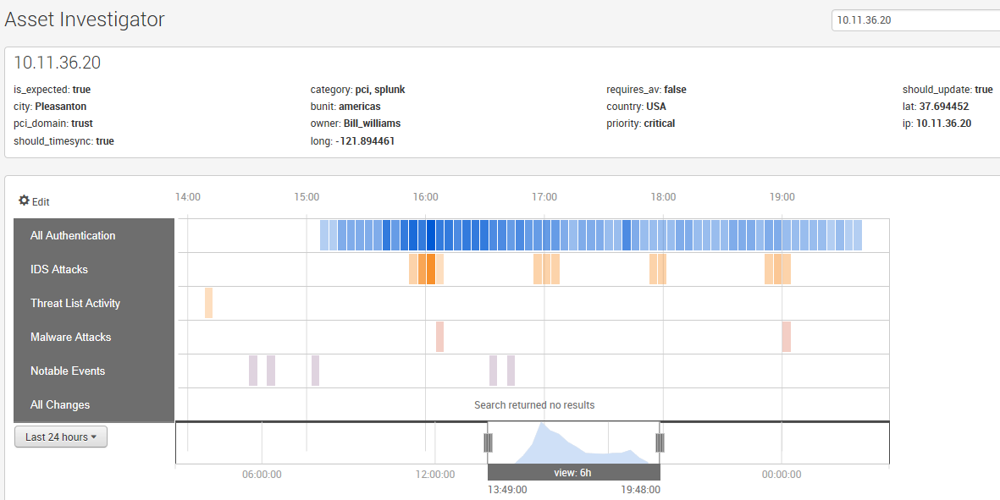 Asset Investigator
10.11.36.20
10.11.36.20
is_expected: true category: pci, splunk requires_av: false should_update: true
city: Pleasanton bunit: americas country: USA lat: 37.694452
pci_domain: trust owner: Bill_williams priority: critical ip: 10.11.36.20
should_timesync: true long: -121.894461
Edit
14:00 15:00 16:00 17:00 18:00 19:00
All Authentication
IDS Attacks
Threat List Activity
Malware Attacks
Notable Events
All Changes
Search returned no results
Last 24 hours
06:00:00 12:00:00 view: 6h 00:00:00
13:49:00 19:48:00